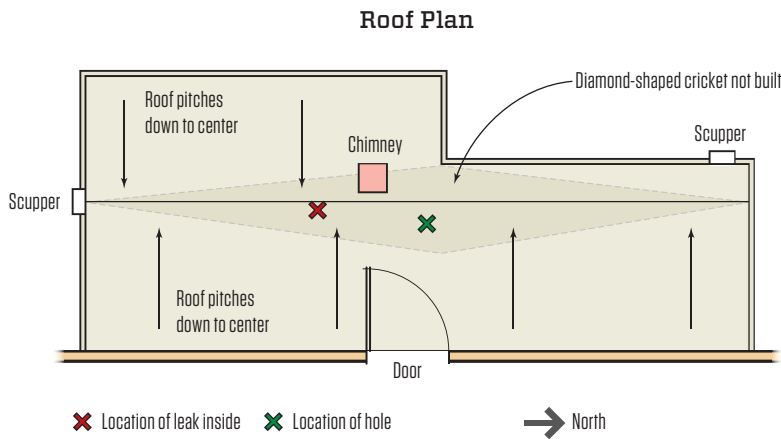 Roof Plan
Roof pitches
down to center
Diamond-shaped cricket not built
Chimney
Scupper
Scupper
Roof pitches
down to center
Door
Location of leak inside
Location of hole
North